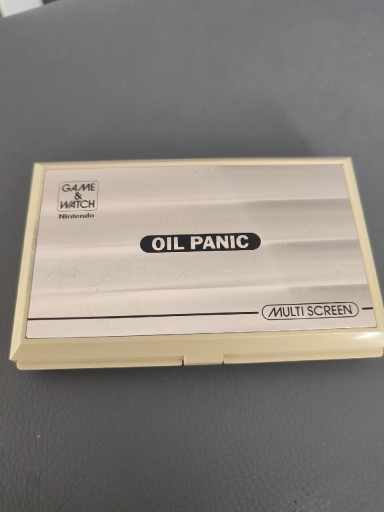 GAME
&
WATCH
Nintendo
OIL PANIC
MULTI SCREEN